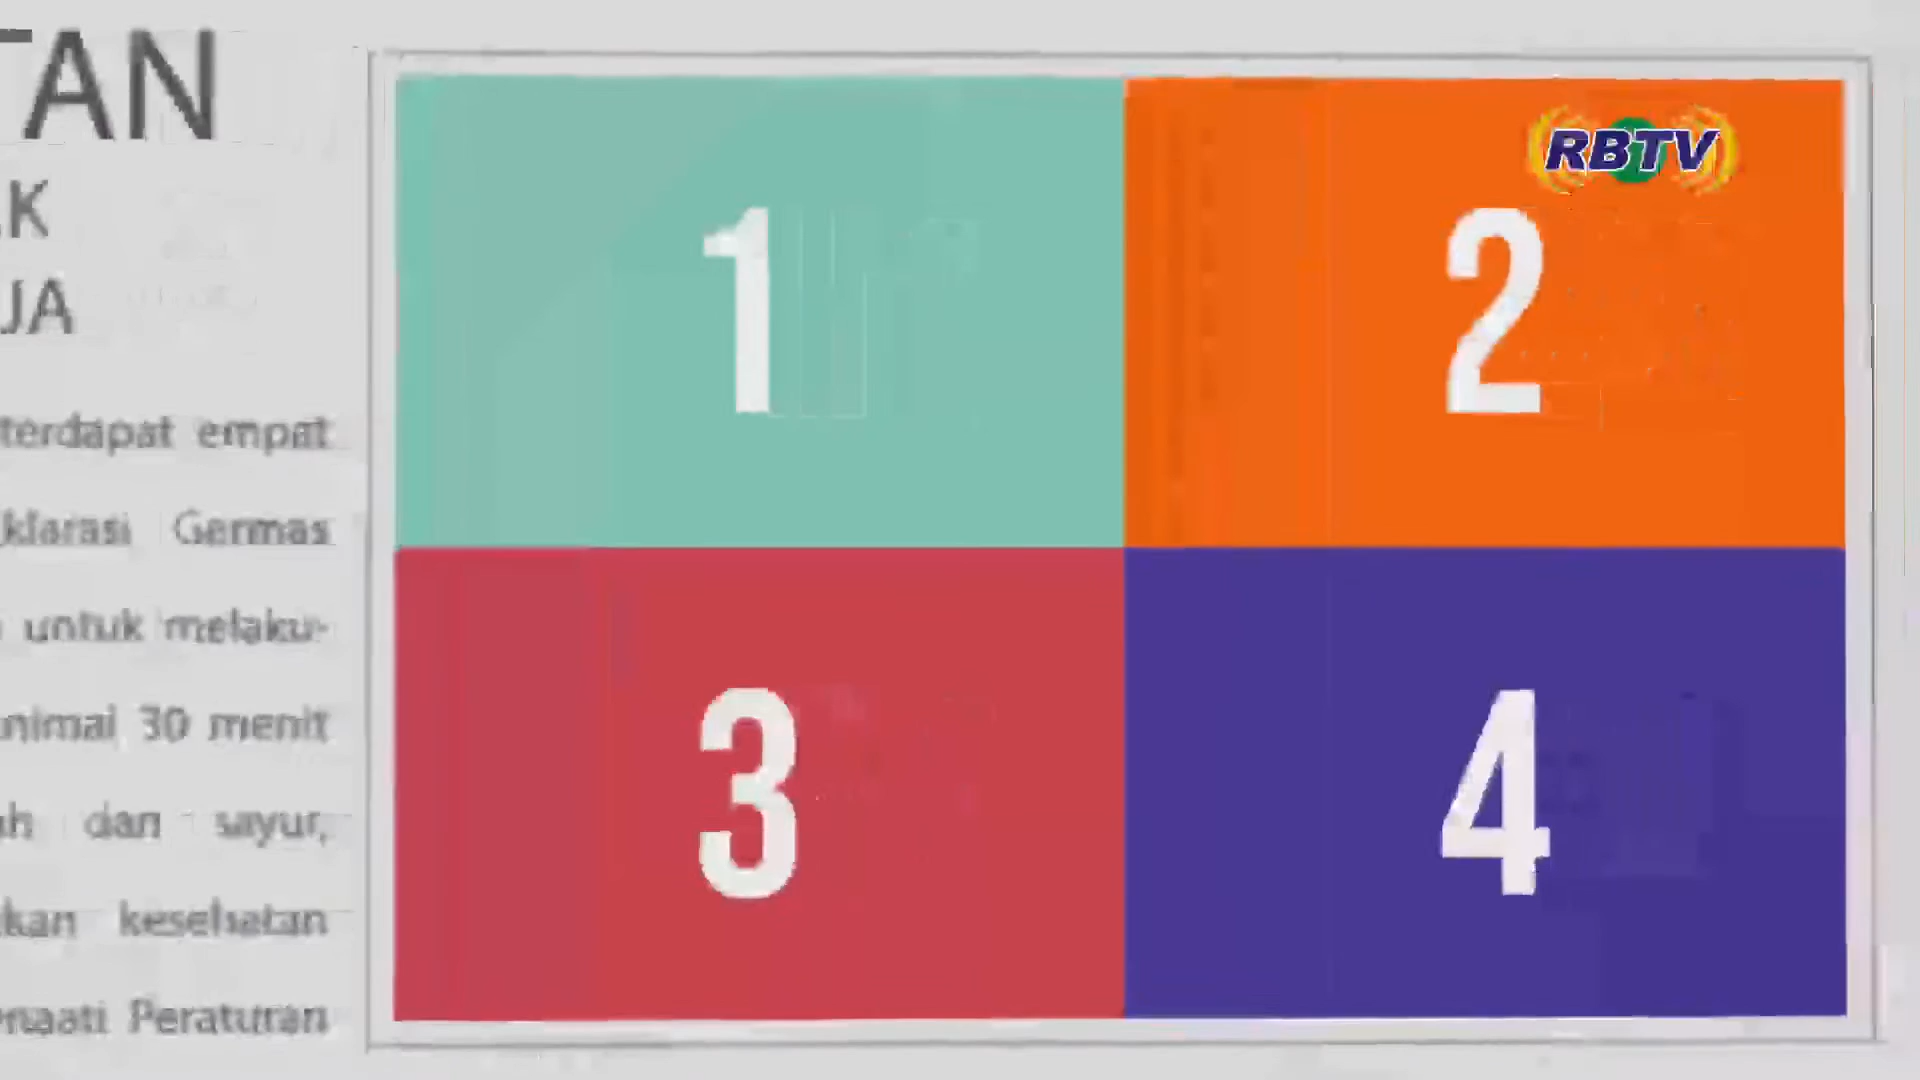 TAN
K
JA
terdapat empat
klarasi Germas
untuk melaku-
nimal 30 menit
h dan sayur,
kan kesehatan
naati Peraturan
1
2
RBTV
3
4